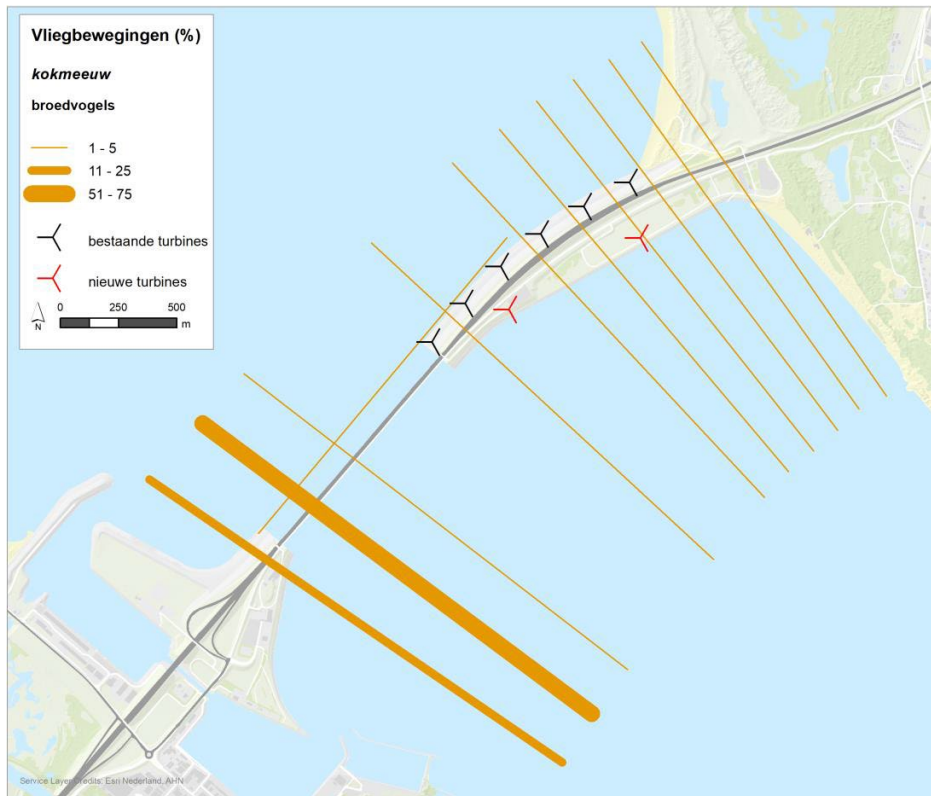 Vliegbewegingen (%)
kokmeeuw
broedvogels
1 - 5
11 - 25
51 - 75
bestaande turbines
nieuwe turbines
0 250 500
N
m
Service Layer Credits: Esri Nederland, AHN